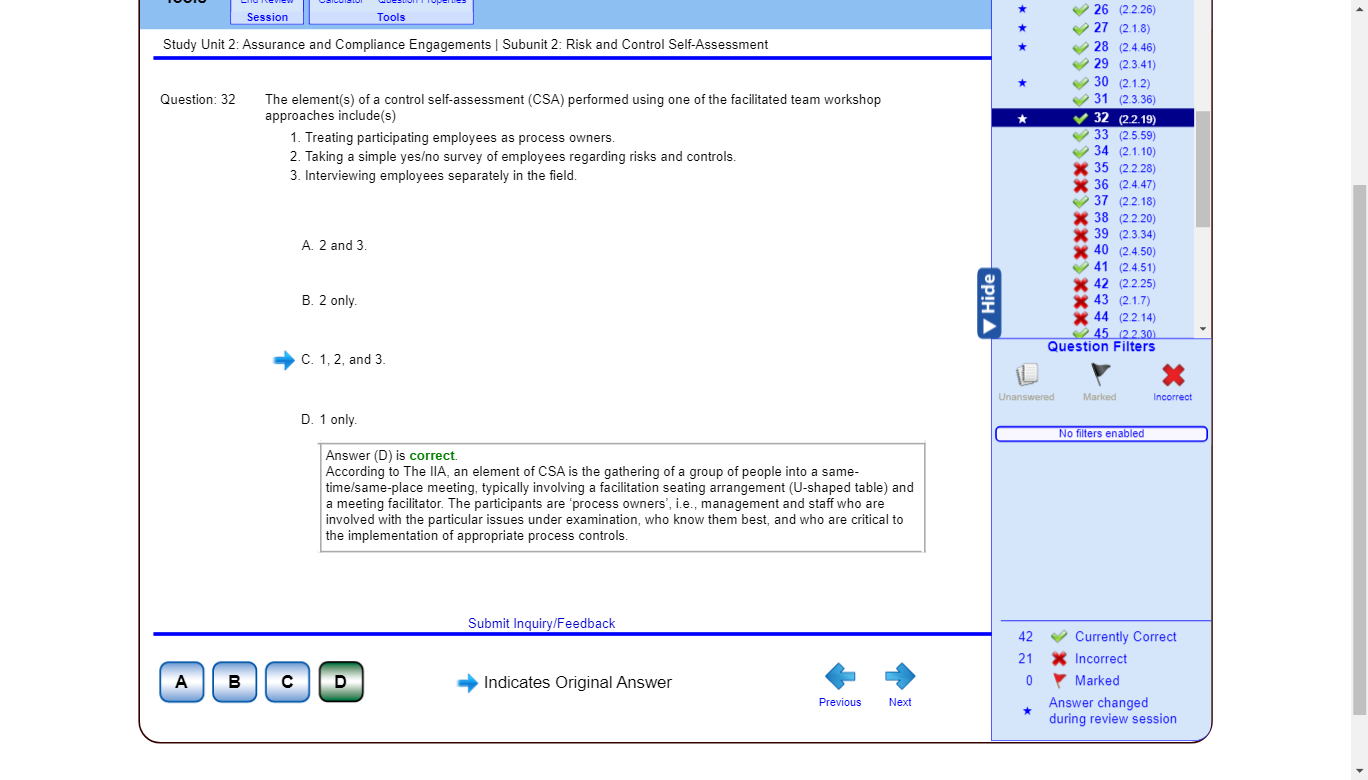 Tools
End Review
Session
Calculator Question Properties
Tools
Study Unit 2: Assurance and Compliance Engagements | Subunit 2: Risk and Control Self-Assessment
Question: 32
The element(s) of a control self-assessment (CSA) performed using one of the facilitated team workshop
approaches include(s)
1. Treating participating employees as process owners.
2. Taking a simple yes/no survey of employees regarding risks and controls.
3. Interviewing employees separately in the field.
A. 2 and 3.
B. 2 only.
C. 1, 2, and 3.
D. 1 only.
Answer (D) is correct.
According to The IIA, an element of CSA is the gathering of a group of people into a same-
time/same-place meeting, typically involving a facilitation seating arrangement (U-shaped table) and
a meeting facilitator. The participants are ‘process owners’, i.e., management and staff who are
involved with the particular issues under examination, who know them best, and who are critical to
the implementation of appropriate process controls.
Submit Inquiry/Feedback
A B C D
Indicates Original Answer
Previous
Next
26 (2.2.26)
27 (2.1.8)
28 (2.4.46)
29 (2.3.41)
30 (2.1.2)
31 (2.3.36)
32 (2.2.19)
33 (2.5.59)
34 (2.1.10)
35 (2.2.28)
36 (2.4.47)
37 (2.2.18)
38 (2.2.20)
39 (2.3.34)
40 (2.4.50)
41 (2.4.51)
42 (2.2.25)
43 (2.1.7)
44 (2.2.14)
45 (2.2.30)
Hide
Question Filters
Unanswered
Marked
Incorrect
No filters enabled
42 Currently Correct
21 Incorrect
0 Marked
Answer changed
during review session